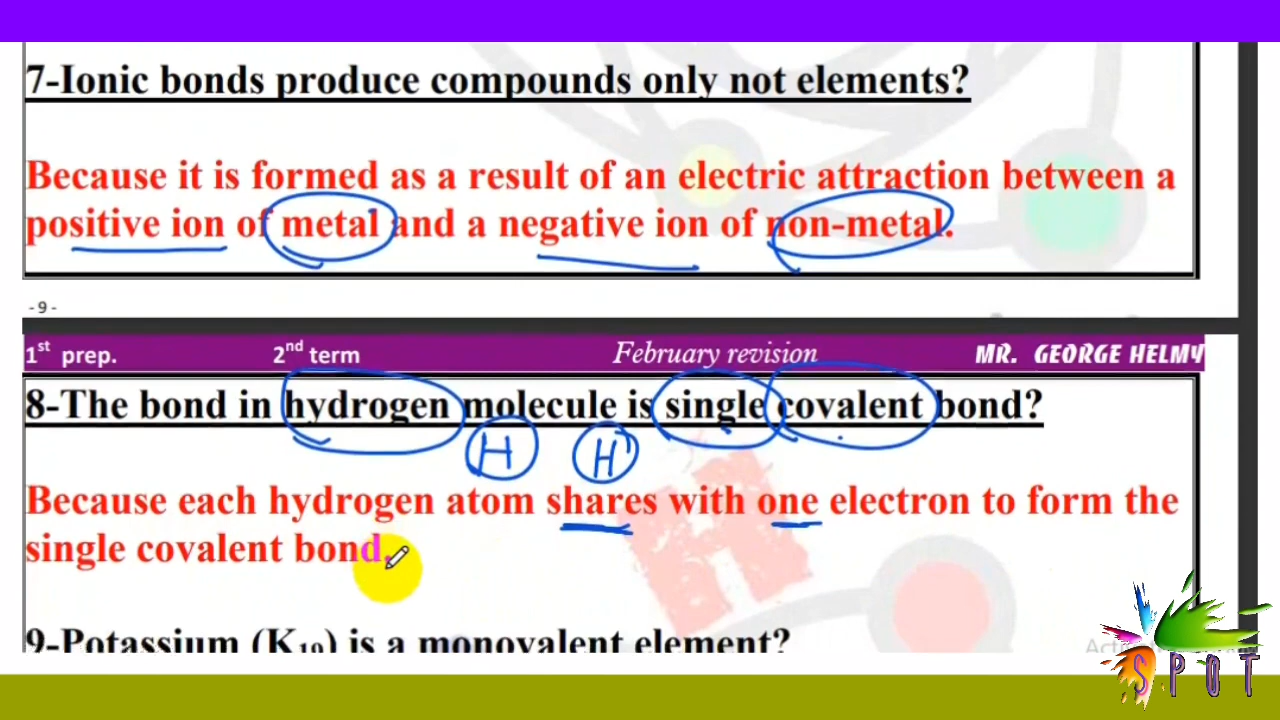 7-Ionic bonds produce compounds only not elements?
Because it is formed as a result of an electric attraction between a
positive ion of metal and a negative ion of non-metal.
-9-
1st prep. 2nd term February revision MR. GEORGE HELMY
8-The bond in hydrogen molecule is single covalent bond?
H H
Because each hydrogen atom shares with one electron to form the
single covalent bond.
9-Potassium (K19) is a monovalent element?
SPOT